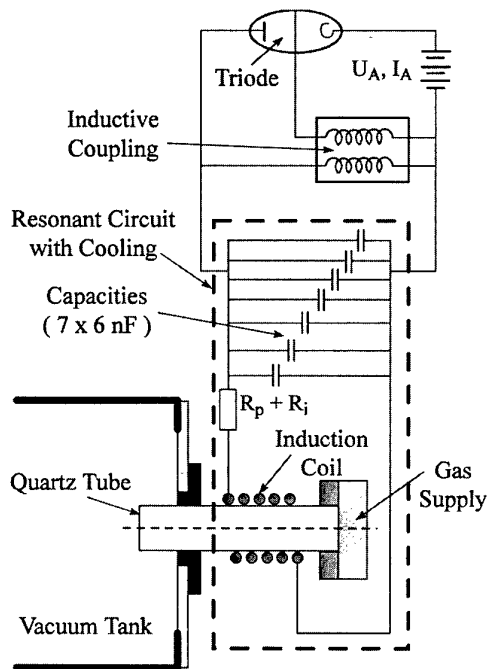 Triode
U_A, I_A
Inductive
Coupling
Resonant Circuit
with Cooling
Capacities
( 7 x 6 nF )
R_p + R_i
Induction
Coil
Gas
Supply
Quartz Tube
Vacuum Tank